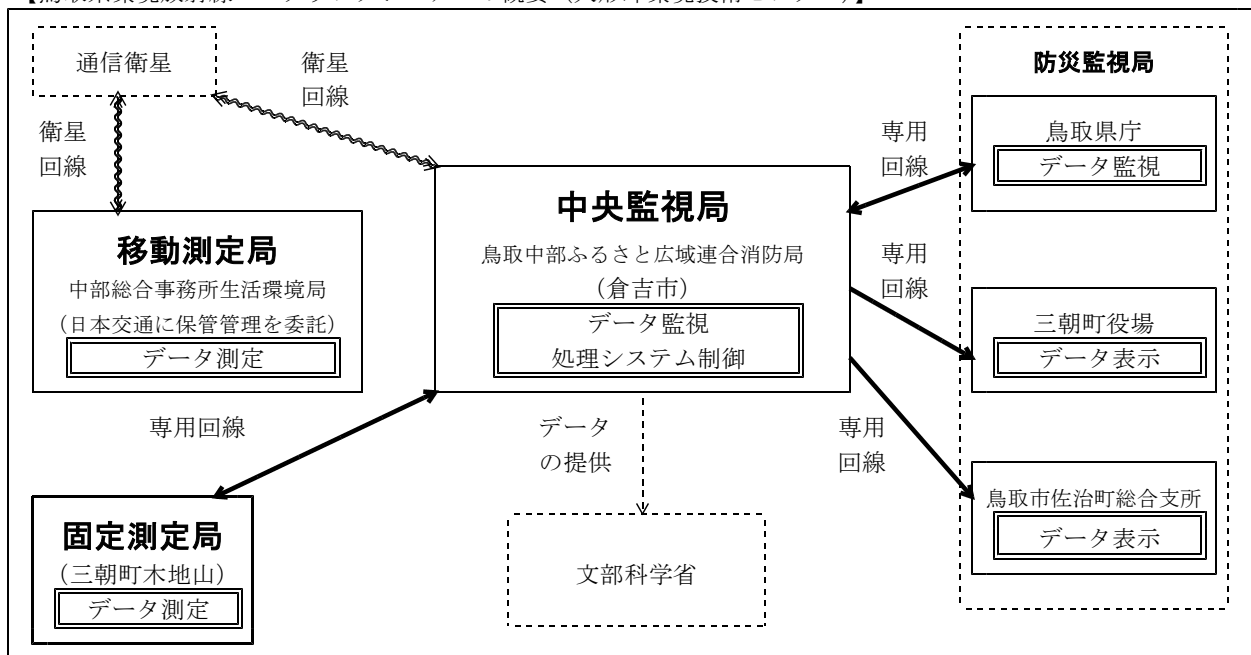 通信衛星
衛星
回線
衛星
回線
移動測定局
中部総合事務所生活環境局
(日本交通に保管管理を委託)
データ測定
専用回線
固定測定局
(三朝町木地山)
データ測定
中央監視局
鳥取中部ふるさと広域連合消防局
(倉吉市)
データ監視
処理システム制御
データ
の提供
文部科学省
専用
回線
専用
回線
専用
回線
防災監視局
鳥取県庁
データ監視
三朝町役場
データ表示
鳥取市佐治町総合支所
データ表示